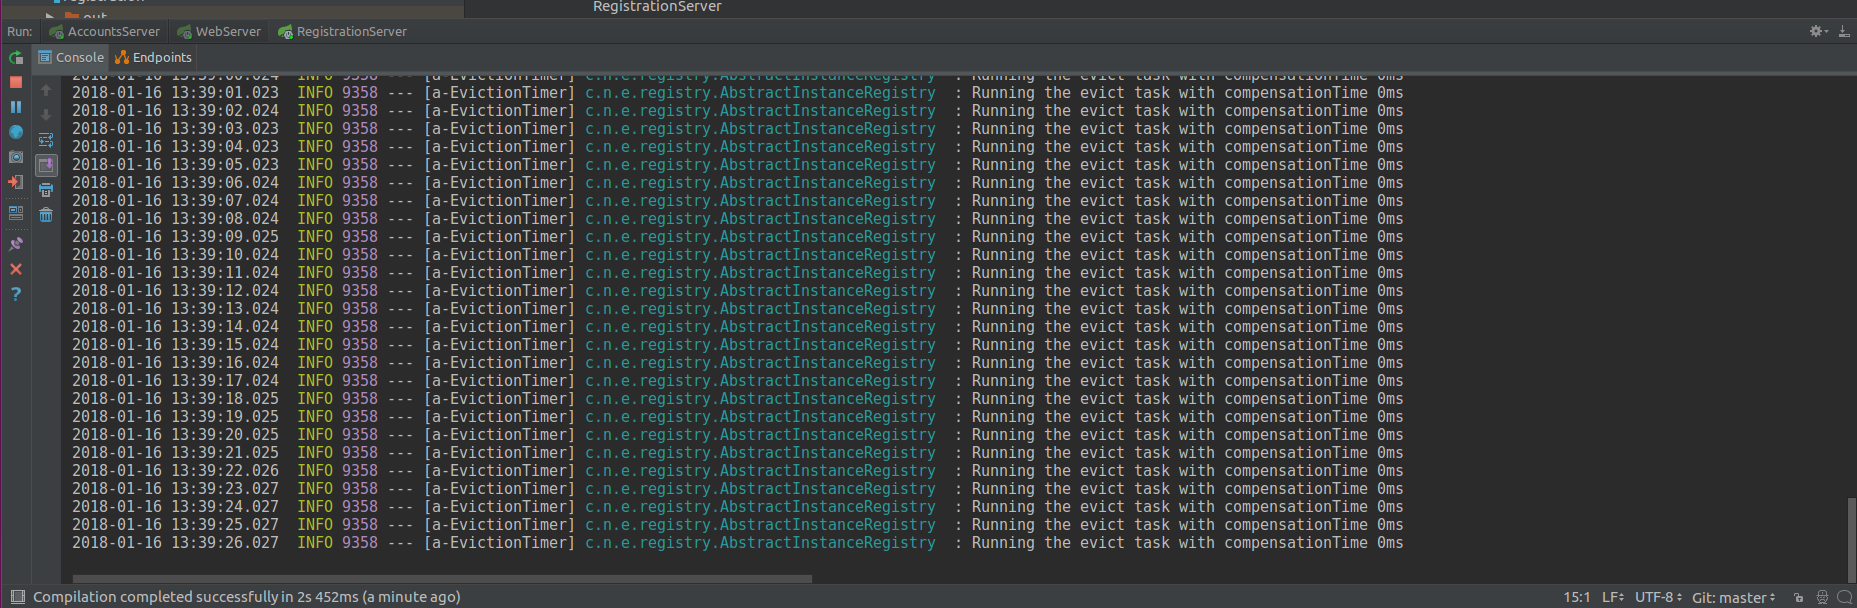 registration
out
RegistrationServer
Run: AccountsServer WebServer RegistrationServer
Console Endpoints
2018-01-16 13:39:00.024  INFO 9358 --- [a-EvictionTimer] c.n.e.registry.AbstractInstanceRegistry  : Running the evict task with compensationTime 0ms
2018-01-16 13:39:01.023  INFO 9358 --- [a-EvictionTimer] c.n.e.registry.AbstractInstanceRegistry  : Running the evict task with compensationTime 0ms
2018-01-16 13:39:02.024  INFO 9358 --- [a-EvictionTimer] c.n.e.registry.AbstractInstanceRegistry  : Running the evict task with compensationTime 0ms
2018-01-16 13:39:03.023  INFO 9358 --- [a-EvictionTimer] c.n.e.registry.AbstractInstanceRegistry  : Running the evict task with compensationTime 0ms
2018-01-16 13:39:04.023  INFO 9358 --- [a-EvictionTimer] c.n.e.registry.AbstractInstanceRegistry  : Running the evict task with compensationTime 0ms
2018-01-16 13:39:05.023  INFO 9358 --- [a-EvictionTimer] c.n.e.registry.AbstractInstanceRegistry  : Running the evict task with compensationTime 0ms
2018-01-16 13:39:06.024  INFO 9358 --- [a-EvictionTimer] c.n.e.registry.AbstractInstanceRegistry  : Running the evict task with compensationTime 0ms
2018-01-16 13:39:07.024  INFO 9358 --- [a-EvictionTimer] c.n.e.registry.AbstractInstanceRegistry  : Running the evict task with compensationTime 0ms
2018-01-16 13:39:08.024  INFO 9358 --- [a-EvictionTimer] c.n.e.registry.AbstractInstanceRegistry  : Running the evict task with compensationTime 0ms
2018-01-16 13:39:09.025  INFO 9358 --- [a-EvictionTimer] c.n.e.registry.AbstractInstanceRegistry  : Running the evict task with compensationTime 0ms
2018-01-16 13:39:10.024  INFO 9358 --- [a-EvictionTimer] c.n.e.registry.AbstractInstanceRegistry  : Running the evict task with compensationTime 0ms
2018-01-16 13:39:11.024  INFO 9358 --- [a-EvictionTimer] c.n.e.registry.AbstractInstanceRegistry  : Running the evict task with compensationTime 0ms
2018-01-16 13:39:12.024  INFO 9358 --- [a-EvictionTimer] c.n.e.registry.AbstractInstanceRegistry  : Running the evict task with compensationTime 0ms
2018-01-16 13:39:13.024  INFO 9358 --- [a-EvictionTimer] c.n.e.registry.AbstractInstanceRegistry  : Running the evict task with compensationTime 0ms
2018-01-16 13:39:14.024  INFO 9358 --- [a-EvictionTimer] c.n.e.registry.AbstractInstanceRegistry  : Running the evict task with compensationTime 0ms
2018-01-16 13:39:15.024  INFO 9358 --- [a-EvictionTimer] c.n.e.registry.AbstractInstanceRegistry  : Running the evict task with compensationTime 0ms
2018-01-16 13:39:16.024  INFO 9358 --- [a-EvictionTimer] c.n.e.registry.AbstractInstanceRegistry  : Running the evict task with compensationTime 0ms
2018-01-16 13:39:17.024  INFO 9358 --- [a-EvictionTimer] c.n.e.registry.AbstractInstanceRegistry  : Running the evict task with compensationTime 0ms
2018-01-16 13:39:18.025  INFO 9358 --- [a-EvictionTimer] c.n.e.registry.AbstractInstanceRegistry  : Running the evict task with compensationTime 0ms
2018-01-16 13:39:19.025  INFO 9358 --- [a-EvictionTimer] c.n.e.registry.AbstractInstanceRegistry  : Running the evict task with compensationTime 0ms
2018-01-16 13:39:20.025  INFO 9358 --- [a-EvictionTimer] c.n.e.registry.AbstractInstanceRegistry  : Running the evict task with compensationTime 0ms
2018-01-16 13:39:21.025  INFO 9358 --- [a-EvictionTimer] c.n.e.registry.AbstractInstanceRegistry  : Running the evict task with compensationTime 0ms
2018-01-16 13:39:22.026  INFO 9358 --- [a-EvictionTimer] c.n.e.registry.AbstractInstanceRegistry  : Running the evict task with compensationTime 0ms
2018-01-16 13:39:23.027  INFO 9358 --- [a-EvictionTimer] c.n.e.registry.AbstractInstanceRegistry  : Running the evict task with compensationTime 0ms
2018-01-16 13:39:24.027  INFO 9358 --- [a-EvictionTimer] c.n.e.registry.AbstractInstanceRegistry  : Running the evict task with compensationTime 0ms
2018-01-16 13:39:25.027  INFO 9358 --- [a-EvictionTimer] c.n.e.registry.AbstractInstanceRegistry  : Running the evict task with compensationTime 0ms
2018-01-16 13:39:26.027  INFO 9358 --- [a-EvictionTimer] c.n.e.registry.AbstractInstanceRegistry  : Running the evict task with compensationTime 0ms
Compilation completed successfully in 2s 452ms (a minute ago) 15:1 LF UTF-8 Git: master